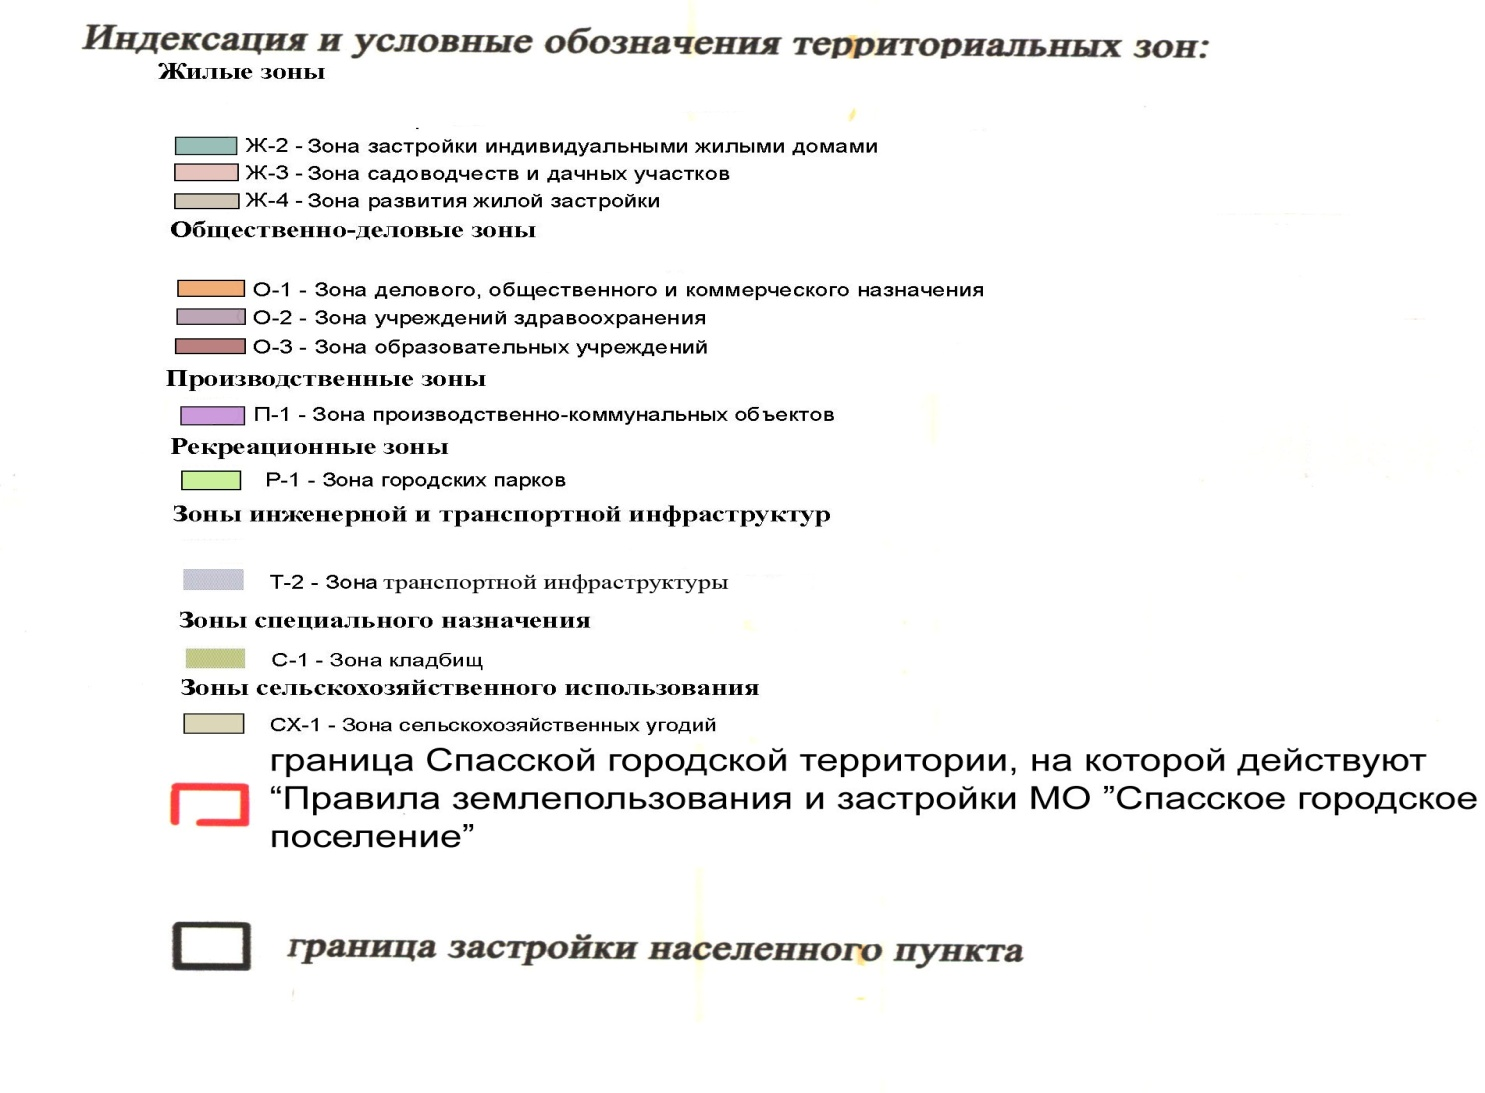 Индексация и условные обозначения территориальных зон:
Жилые зоны
Ж-2 - Зона застройки индивидуальными жилыми домами
Ж-3 - Зона садоводчеств и дачных участков
Ж-4 - Зона развития жилой застройки
Общественно-деловые зоны
О-1 - Зона делового, общественного и коммерческого назначения
О-2 - Зона учреждений здравоохранения
О-3 - Зона образовательных учреждений
Производственные зоны
П-1 - Зона производственно-коммунальных объектов
Рекреационные зоны
Р-1 - Зона городских парков
Зоны инженерной и транспортной инфраструктур
Т-2 - Зона транспортной инфраструктуры
Зоны специального назначения
С-1 - Зона кладбищ
Зоны сельскохозяйственного использования
СХ-1 - Зона сельскохозяйственных угодий
граница Спасской городской территории, на которой действуют
“Правила землепользования и застройки МО ”Спасское городское
поселение”
граница застройки населенного пункта